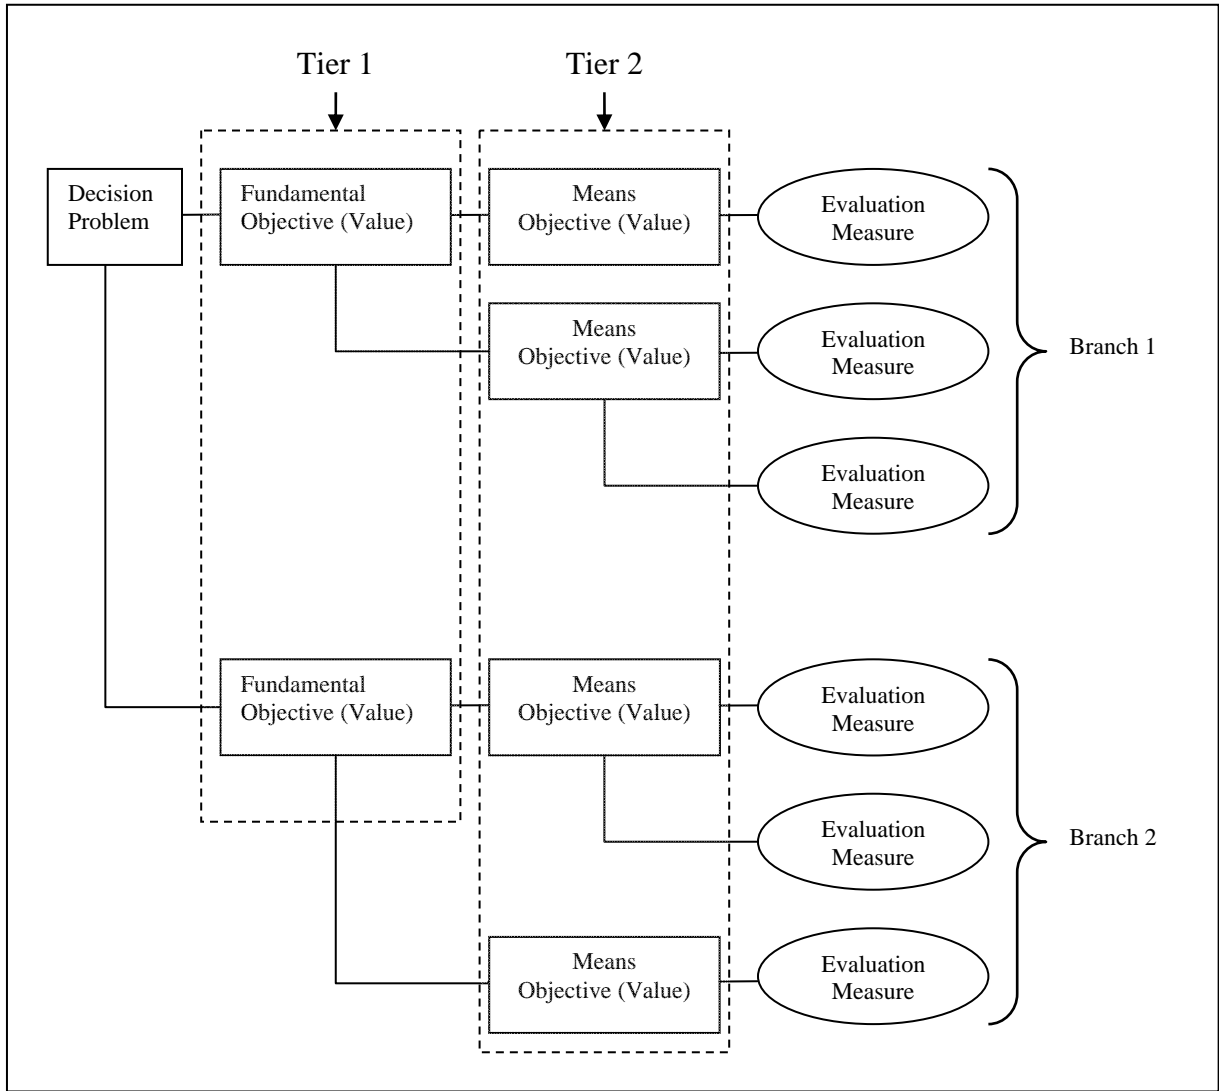 Tier 1
Tier 2
Decision
Problem
Fundamental
Objective (Value)
Means
Objective (Value)
Evaluation
Measure
Means
Objective (Value)
Evaluation
Measure
Branch 1
Evaluation
Measure
Fundamental
Objective (Value)
Means
Objective (Value)
Evaluation
Measure
Evaluation
Measure
Branch 2
Means
Objective (Value)
Evaluation
Measure